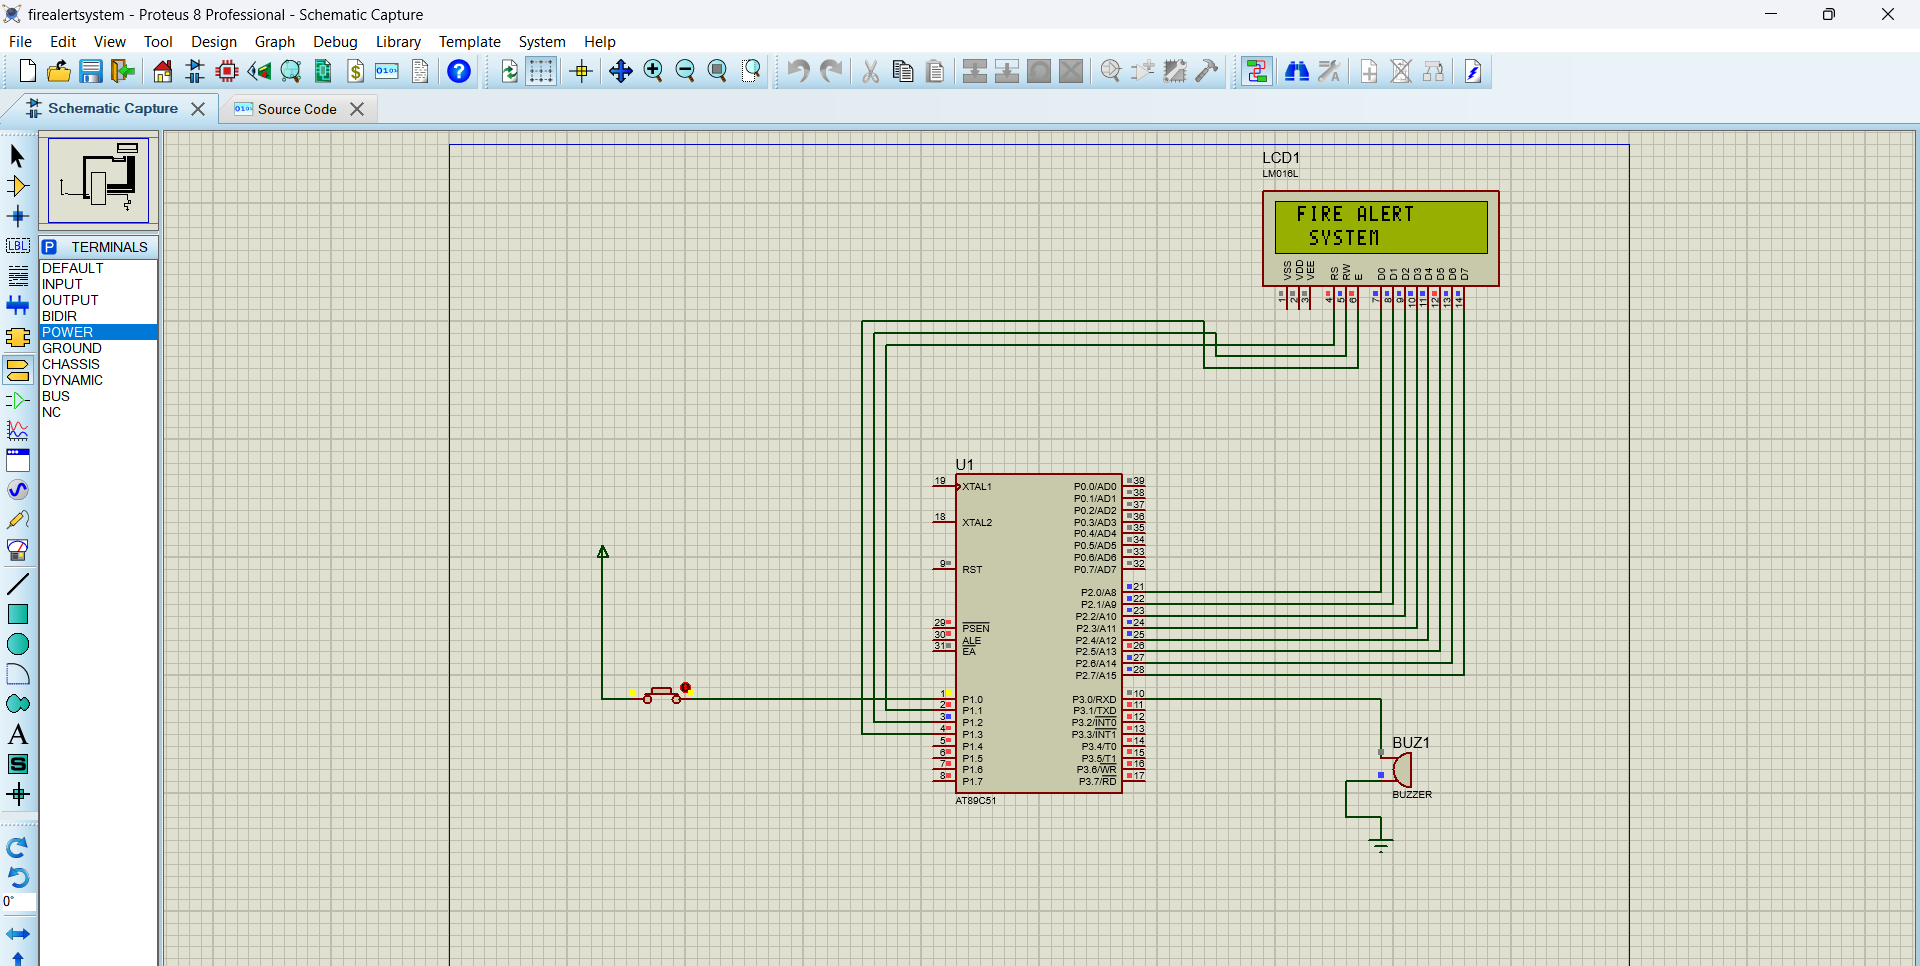 firealertsystem - Proteus 8 Professional - Schematic Capture
File Edit View Tool Design Graph Debug Library Template System Help
Schematic Capture
Source Code
TERMINALS
DEFAULT
INPUT
OUTPUT
BIDIR
POWER
GROUND
CHASSIS
DYNAMIC
BUS
NC
LBL
A
S
0°
LCD1
LM016L
FIRE ALERT
SYSTEM
VSS VDD VEE RS RW E D0 D1 D2 D3 D4 D5 D6 D7
1 2 3 4 5 6 7 8 9 10 11 12 13 14
U1
19 XTAL1 P0.0/AD0 39
P0.1/AD1 38
P0.2/AD2 37
18 XTAL2 P0.3/AD3 36
P0.4/AD4 35
P0.5/AD5 34
P0.6/AD6 33
9 RST P0.7/AD7 32
P2.0/A8 21
P2.1/A9 22
P2.2/A10 23
29 PSEN P2.3/A11 24
30 ALE P2.4/A12 25
31 EA P2.5/A13 26
P2.6/A14 27
P2.7/A15 28
1 P1.0 P3.0/RXD 10
2 P1.1 P3.1/TXD 11
3 P1.2 P3.2/INT0 12
4 P1.3 P3.3/INT1 13
5 P1.4 P3.4/T0 14
6 P1.5 P3.5/T1 15
7 P1.6 P3.6/WR 16
8 P1.7 P3.7/RD 17
AT89C51
BUZ1
BUZZER